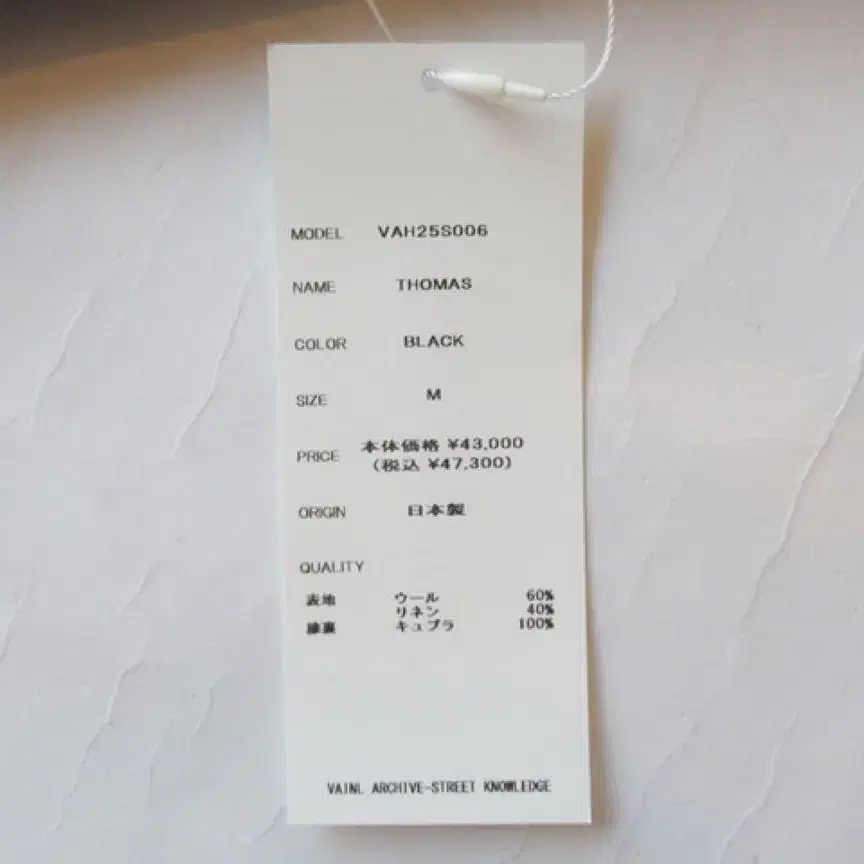 MODEL VAH25S006
NAME THOMAS
COLOR BLACK
SIZE M
PRICE 本体価格 ¥43,000
(税込 ¥47,300)
ORIGIN 日本製
QUALITY
表地 ウール 60%
リネン 40%
膝裏 キュプラ 100%
VAINL ARCHIVE-STREET KNOWLEDGE